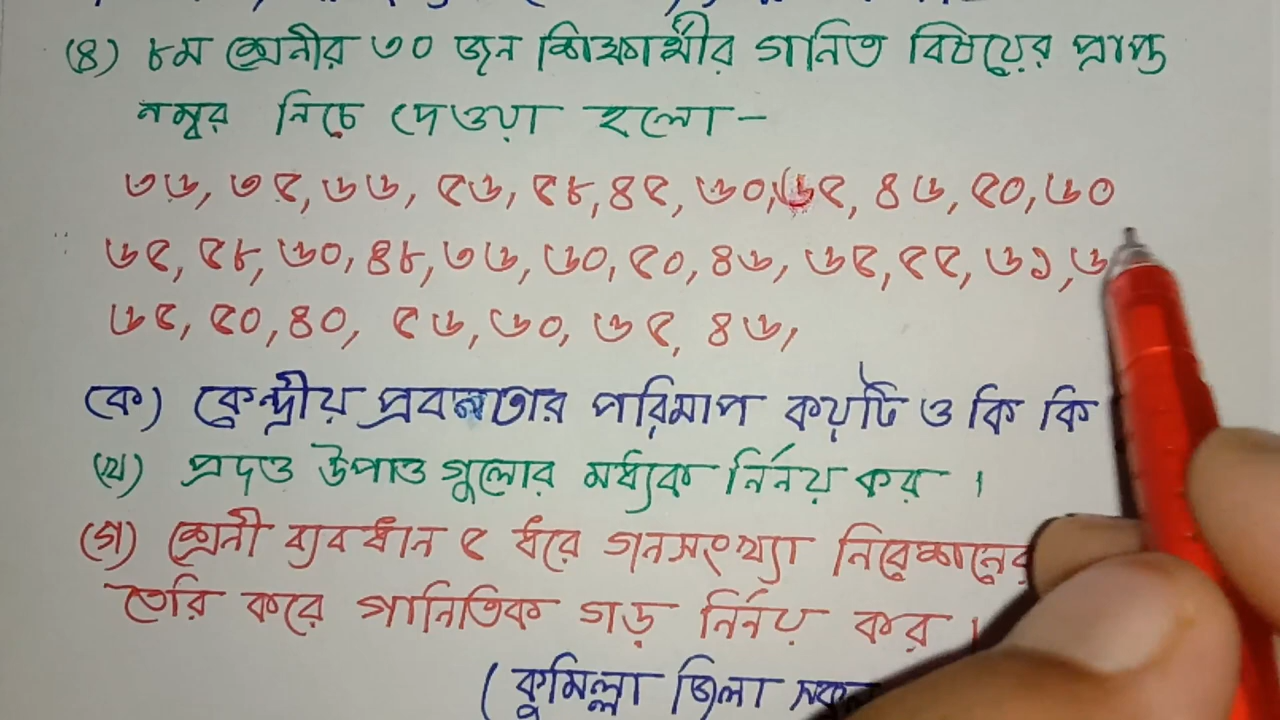 (৪) ৮ম শ্রেনীর ৩০ জন শিক্ষার্থীর গানিত বিষয়ের প্রাপ্ত
নম্বর নিচে দেওয়া হলো -
৩৬, ৩৫, ৬৬, ৫৬, ৫৮, ৪৫, ৬০, ৬৫, ৪৬, ৫০, ৬০
৬৫, ৫৮, ৬০, ৪৮, ৩৬, ৬০, ৫০, ৪৬, ৬৫, ৫৫, ৬১,
৬৫, ৫০, ৪০, ৫৬, ৬০, ৬৫, ৪৬,
(ক) কেন্দ্রীয় প্রবনতার পরিমাপ কয়টি ও কি কি
(খ) প্রদত্ত উপাত্ত গুলোর মধ্যক নির্নয় কর ।
(গ) শ্রেনী ব্যবধান ৫ ধরে গনসংখ্যা নিবেশনের
তৈরি করে গানিতিক গড় নির্নয় কর ।
( কুমিল্লা জিলা